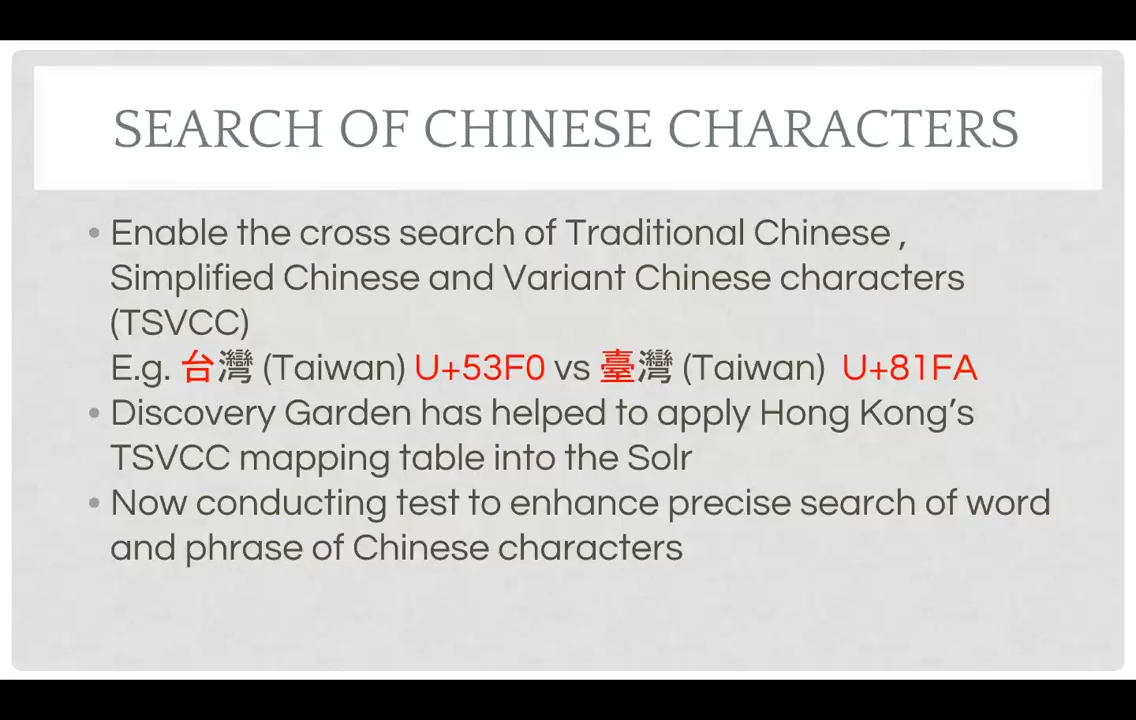 SEARCH OF CHINESE CHARACTERS
• Enable the cross search of Traditional Chinese ,
Simplified Chinese and Variant Chinese characters
(TSVCC)
E.g. 台灣 (Taiwan) U+53F0 vs 臺灣 (Taiwan) U+81FA
• Discovery Garden has helped to apply Hong Kong’s
TSVCC mapping table into the Solr
• Now conducting test to enhance precise search of word
and phrase of Chinese characters